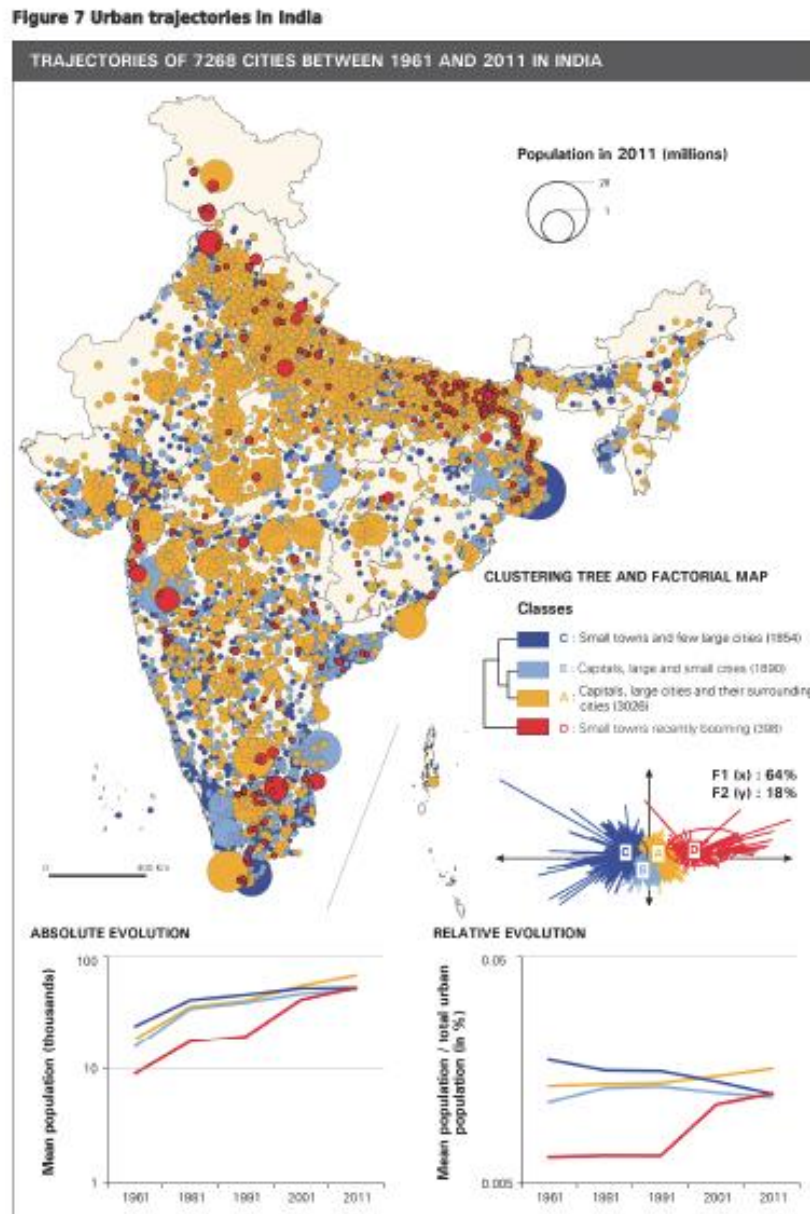 Figure 7 Urban trajectories in India
TRAJECTORIES OF 7268 CITIES BETWEEN 1961 AND 2011 IN INDIA
Population in 2011 (millions)
1
CLUSTERING TREE AND FACTORIAL MAP
Classes
C : Small towns and few large cities (1854)
: Capitals, large and small cities (1890)
A : Capitals, large cities and their surrounding
cities (3026)
D : Small towns recently booming (398)
F1 (x) : 64%
F2 (y) : 18%
C
A
D
B
0
ABSOLUTE EVOLUTION
Mean population (thousands)
100
10
1
1961
1981
1991
2001
2011
RELATIVE EVOLUTION
Mean population / total urban
population (in %)
0.05
0.005
1961
1981
1991
2001
2011